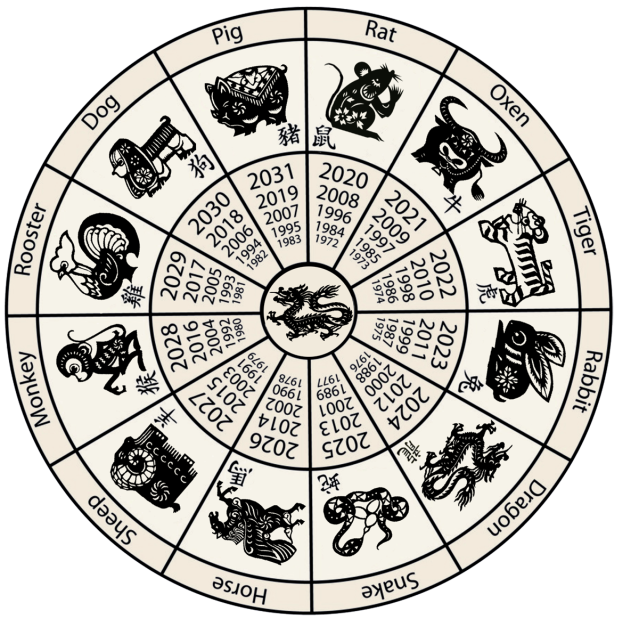 Rat
鼠
2020
2008
1996
1984
1972
Oxen
牛
2021
2009
1997
1985
1973
Tiger
虎
2022
2010
1998
1986
1974
Rabbit
兔
2023
2011
1999
1987
1975
Dragon
龍
2024
2012
2000
1988
1976
Snake
蛇
2025
2013
2001
1989
1977
Horse
馬
2026
2014
2002
1990
1978
Sheep
羊
2027
2015
2003
1991
1979
Monkey
猴
2028
2016
2004
1992
1980
Rooster
雞
2029
2017
2005
1993
1981
Dog
狗
2030
2018
2006
1994
1982
Pig
豬
2031
2019
2007
1995
1983